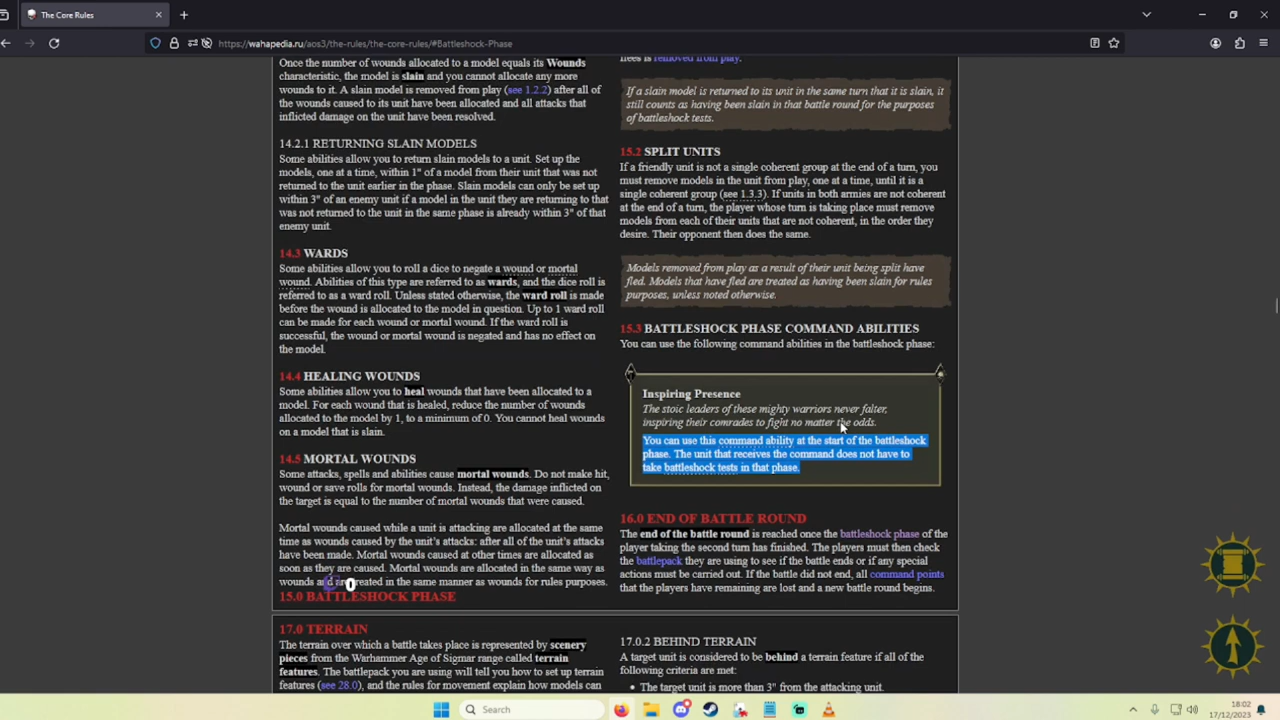 The Core Rules
https://wahapedia.ru/aos3/the-rules/the-core-rules/#Battleshock-Phase
Once the number of wounds allocated to a model equals its Wounds
characteristic, the model is slain and you cannot allocate any more
wounds to it. A slain model is removed from play (see 1.2.2) after all of
the wounds caused to its unit have been allocated and all attacks that
inflicted damage on the unit have been resolved.
14.2.1 RETURNING SLAIN MODELS
Some abilities allow you to return slain models to a unit. Set up the
models, one at a time, within 1" of a model from their unit that was not
returned to the unit earlier in the phase. Slain models can only be set up
within 3" of an enemy unit if a model in the unit they are returning to that
was not returned to the unit in the same phase is already within 3" of that
enemy unit.
14.3 WARDS
Some abilities allow you to roll a dice to negate a wound or mortal
wound. Abilities of this type are referred to as wards, and the dice roll is
referred to as a ward roll. Unless stated otherwise, the ward roll is made
before the wound is allocated to the model in question. Up to 1 ward roll
can be made for each wound or mortal wound. If the ward roll is
successful, the wound or mortal wound is negated and has no effect on
the model.
14.4 HEALING WOUNDS
Some abilities allow you to heal wounds that have been allocated to a
model. For each wound that is healed, reduce the number of wounds
allocated to the model by 1, to a minimum of 0. You cannot heal wounds
on a model that is slain.
14.5 MORTAL WOUNDS
Some attacks, spells and abilities cause mortal wounds. Do not make hit,
wound or save rolls for mortal wounds. Instead, the damage inflicted on
the target is equal to the number of mortal wounds that were caused.
Mortal wounds caused while a unit is attacking are allocated at the same
time as wounds caused by the unit's attacks: after all of the unit's attacks
have been made. Mortal wounds caused at other times are allocated as
soon as they are caused. Mortal wounds are allocated in the same way as
wounds and treated in the same manner as wounds for rules purposes.
0
15.0 BATTLESHOCK PHASE
flees is removed from play.
If a slain model is returned to its unit in the same turn that it is slain, it
still counts as having been slain in that battle round for the purposes
of battleshock tests.
15.2 SPLIT UNITS
If a friendly unit is not a single coherent group at the end of a turn, you
must remove models in the unit from play, one at a time, until it is a
single coherent group (see 1.3.3). If units in both armies are not coherent
at the end of a turn, the player whose turn is taking place must remove
models from each of their units that are not coherent, in the order they
desire. Their opponent then does the same.
Models removed from play as a result of their unit being split have
fled. Models that have fled are treated as having been slain for rules
purposes, unless noted otherwise.
15.3 BATTLESHOCK PHASE COMMAND ABILITIES
You can use the following command abilities in the battleshock phase:
Inspiring Presence
The stoic leaders of these mighty warriors never falter,
inspiring their comrades to fight no matter the odds.
You can use this command ability at the start of the battleshock
phase. The unit that receives the command does not have to
take battleshock tests in that phase.
16.0 END OF BATTLE ROUND
The end of the battle round is reached once the battleshock phase of the
player taking the second turn has finished. The players must then check
the battlepack they are using to see if the battle ends or if any special
actions must be carried out. If the battle did not end, all command points
that the players have remaining are lost and a new battle round begins.
17.0 TERRAIN
The terrain over which a battle takes place is represented by scenery
pieces from the Warhammer Age of Sigmar range called terrain
features. The battlepack you are using will tell you how to set up terrain
features (see 28.0), and the rules for movement explain how models can
17.0.2 BEHIND TERRAIN
A target unit is considered to be behind a terrain feature if all of the
following criteria are met:
• The target unit is more than 3" from the attacking unit.
Search
18:02
17/12/2023